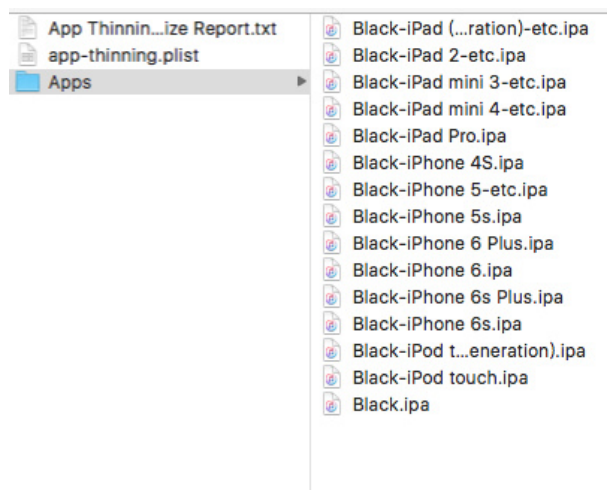 App Thinnin...ize Report.txt
app-thinning.plist
Apps
Black-iPad (...ration)-etc.ipa
Black-iPad 2-etc.ipa
Black-iPad mini 3-etc.ipa
Black-iPad mini 4-etc.ipa
Black-iPad Pro.ipa
Black-iPhone 4S.ipa
Black-iPhone 5-etc.ipa
Black-iPhone 5s.ipa
Black-iPhone 6 Plus.ipa
Black-iPhone 6.ipa
Black-iPhone 6s Plus.ipa
Black-iPhone 6s.ipa
Black-iPod t...eneration).ipa
Black-iPod touch.ipa
Black.ipa